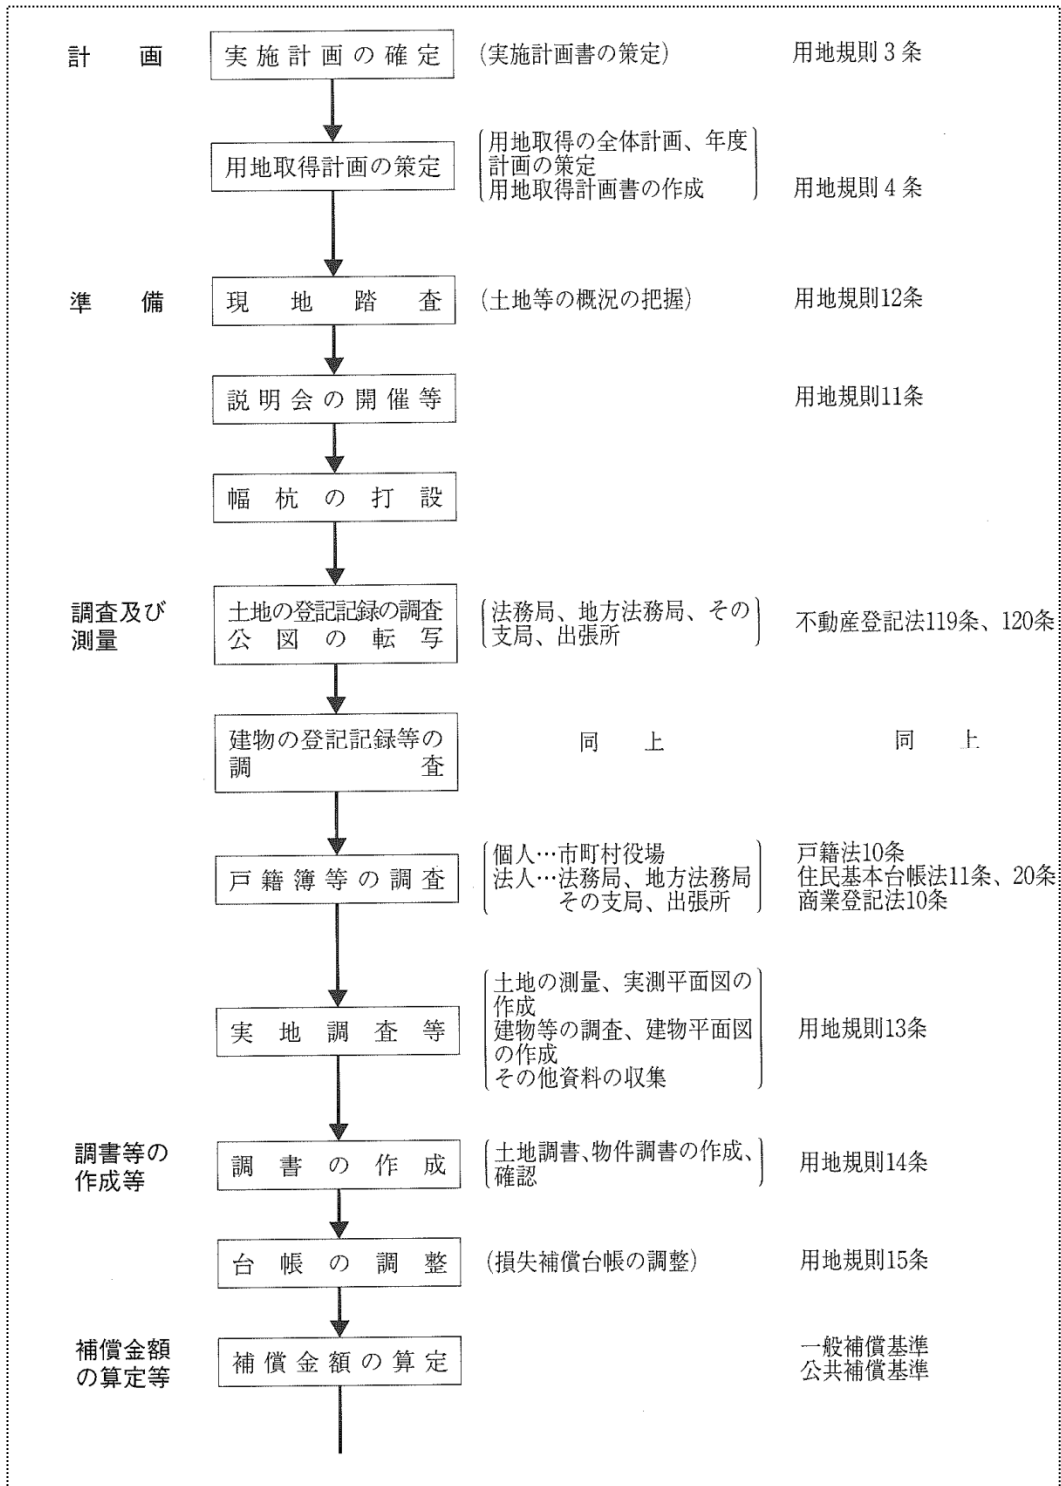 計　画
実施計画の確定
(実施計画書の策定)
用地規則3条
用地取得計画の策定
用地取得の全体計画、年度
計画の策定
用地取得計画書の作成
用地規則4条
準　備
現地踏査
(土地等の概況の把握)
用地規則12条
説明会の開催等
用地規則11条
幅杭の打設
調査及び
測量
土地の登記記録の調査
公図の転写
法務局、地方法務局、その
支局、出張所
不動産登記法119条、120条
建物の登記記録等の
調査
同　上
同　上
戸籍簿等の調査
個人…市町村役場
法人…法務局、地方法務局
その支局、出張所
戸籍法10条
住民基本台帳法11条、20条
商業登記法10条
実地調査等
土地の測量、実測平面図の
作成
建物等の調査、建物平面図
の作成
その他資料の収集
用地規則13条
調書等の
作成等
調書の作成
土地調書、物件調書の作成、
確認
用地規則14条
台帳の調整
(損失補償台帳の調整)
用地規則15条
補償金額
の算定等
補償金額の算定
一般補償基準
公共補償基準